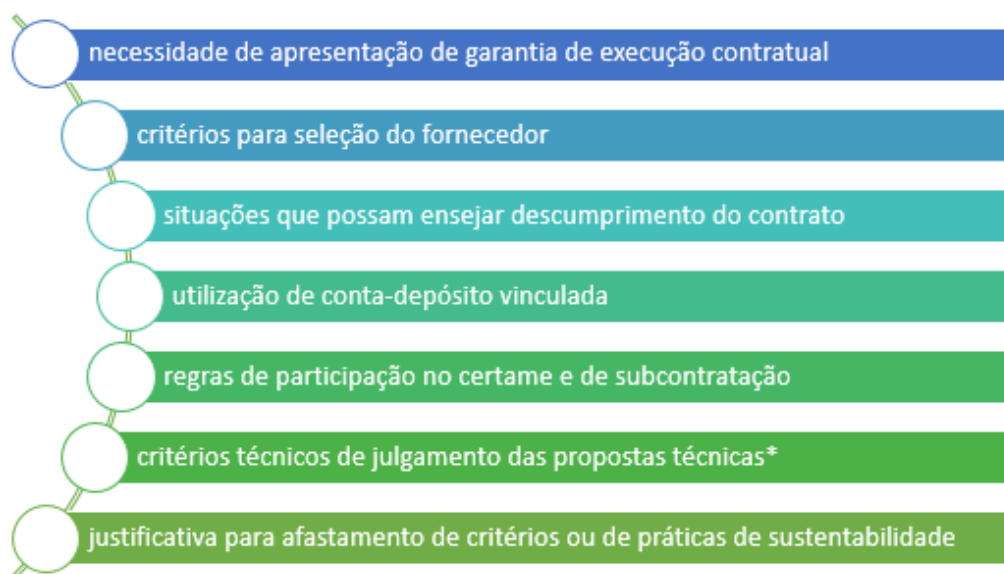 necessidade de apresentação de garantia de execução contratual
critérios para seleção do fornecedor
situações que possam ensejar descumprimento do contrato
utilização de conta-depósito vinculada
regras de participação no certame e de subcontratação
critérios técnicos de julgamento das propostas técnicas*
justificativa para afastamento de critérios ou de práticas de sustentabilidade